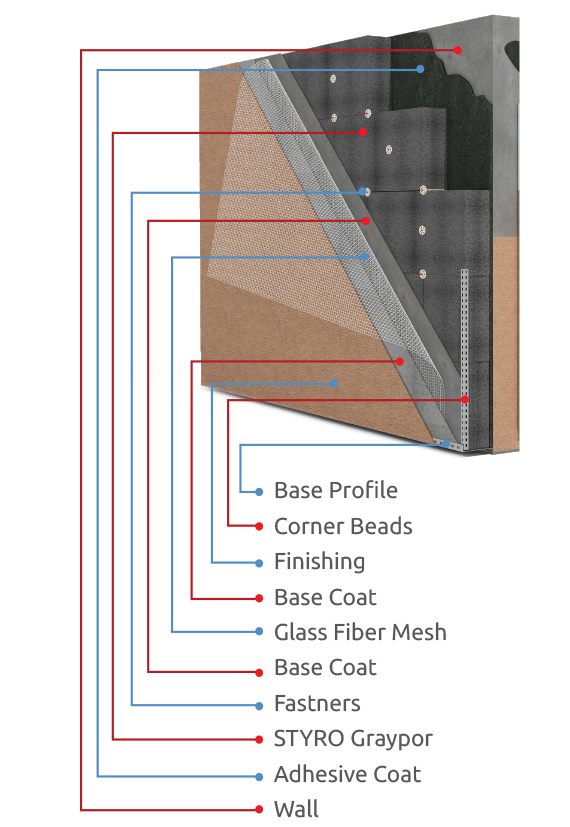 Base Profile
Corner Beads
Finishing
Base Coat
Glass Fiber Mesh
Base Coat
Fastners
STYRO Graypor
Adhesive Coat
Wall